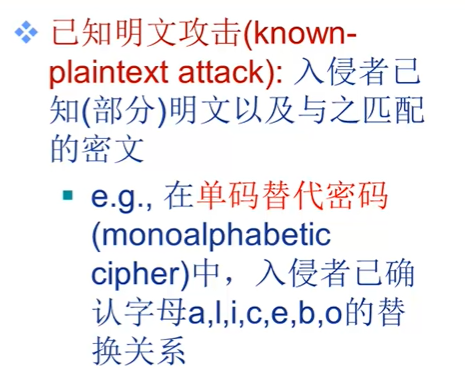 已知明文攻击(known-
plaintext attack): 入侵者已
知(部分)明文以及与之匹配
的密文
e.g., 在单码替代密码
(monoalphabetic
cipher)中，入侵者已确
认字母a,l,i,c,e,b,o的替
换关系